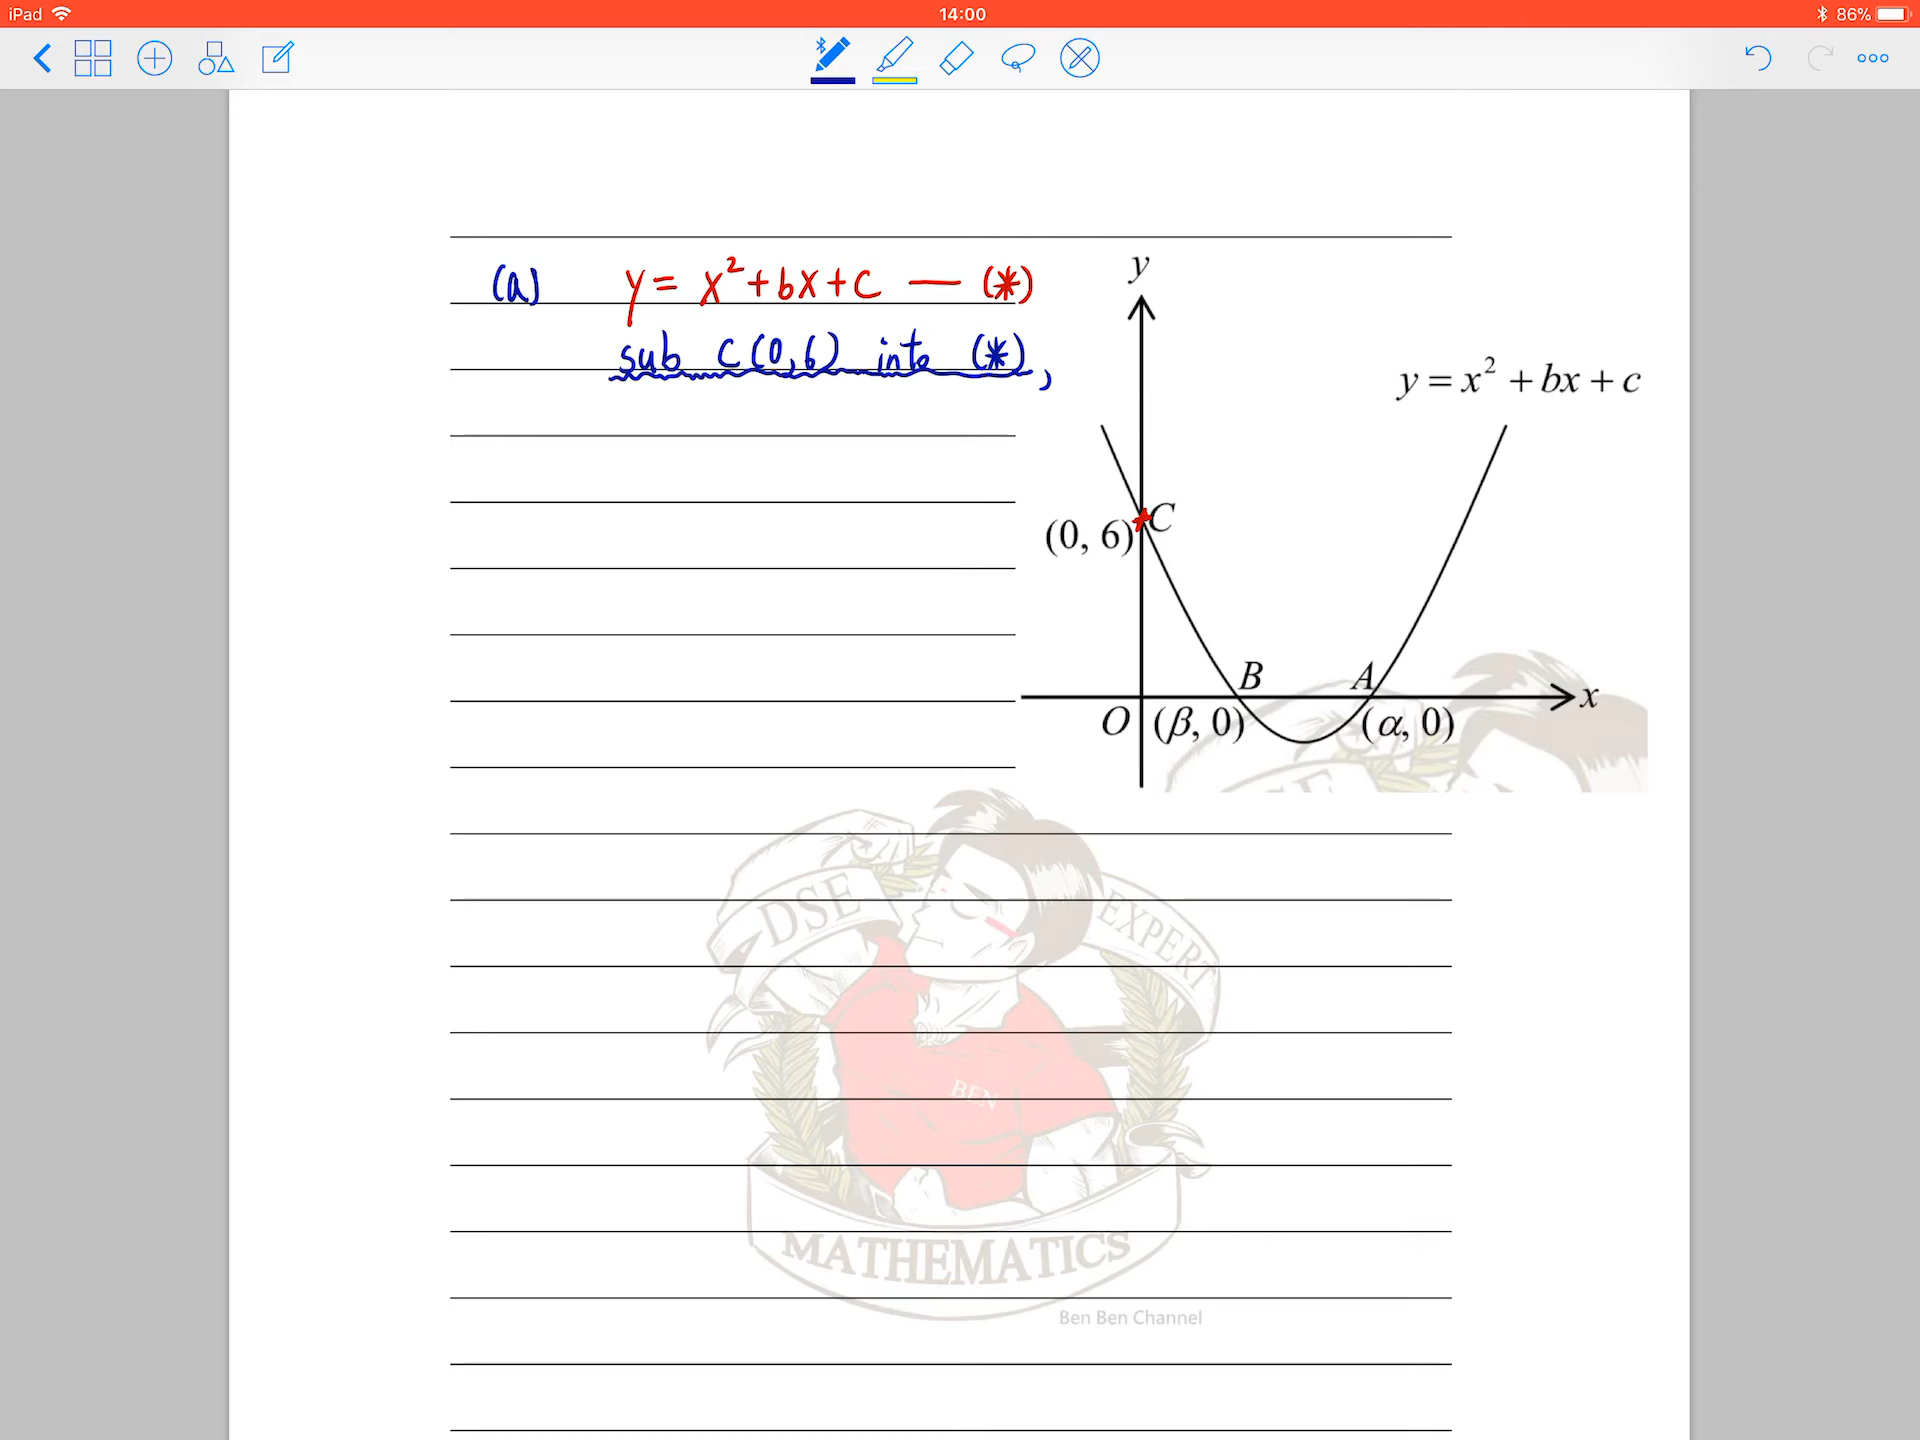 iPad 14:00 86%
(a) y = x² + bx + c — (*)
sub C(0,6) into (*),
y
y = x² + bx + c
C
(0, 6)
B A
x
O (β, 0) (α, 0)
DSE EXPERT
BEN
MATHEMATICS
Ben Ben Channel